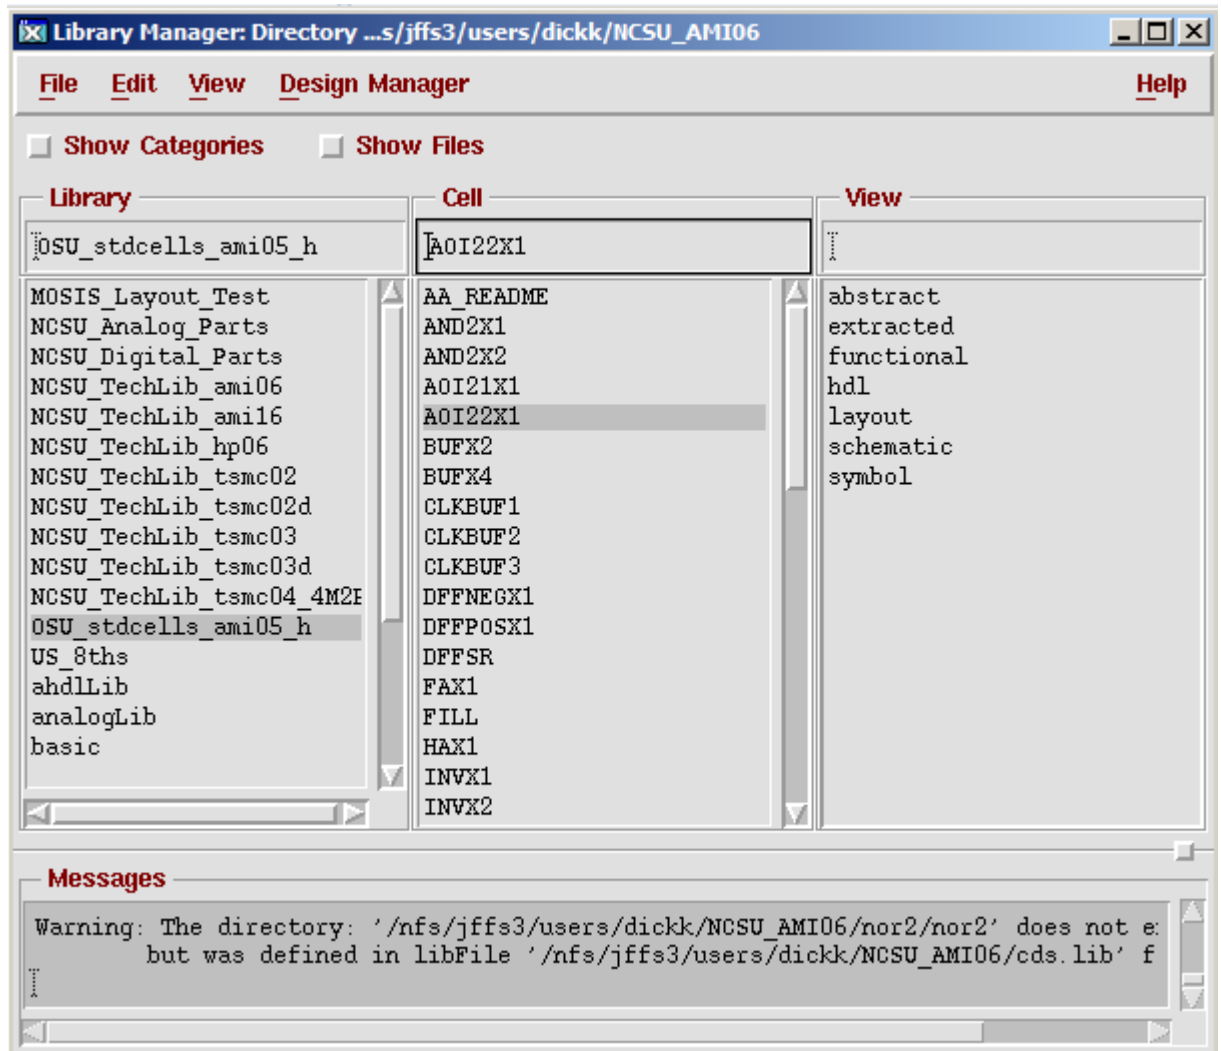 Library Manager: Directory ...s/jffs3/users/dickk/NCSU_AMI06
File Edit View Design Manager Help
Show Categories Show Files
Library
OSU_stdcells_ami05_h
MOSIS_Layout_Test
NCSU_Analog_Parts
NCSU_Digital_Parts
NCSU_TechLib_ami06
NCSU_TechLib_ami16
NCSU_TechLib_hp06
NCSU_TechLib_tsmc02
NCSU_TechLib_tsmc02d
NCSU_TechLib_tsmc03
NCSU_TechLib_tsmc03d
NCSU_TechLib_tsmc04_4M2P
OSU_stdcells_ami05_h
US_8ths
ahdlLib
analogLib
basic
Cell
AOI22X1
AA_README
AND2X1
AND2X2
AOI21X1
AOI22X1
BUFX2
BUFX4
CLKBUF1
CLKBUF2
CLKBUF3
DFFNEGX1
DFFPOSX1
DFFSR
FAX1
FILL
HAX1
INVX1
INVX2
View
abstract
extracted
functional
hdl
layout
schematic
symbol
Messages
Warning: The directory: '/nfs/jffs3/users/dickk/NCSU_AMI06/nor2/nor2' does not e
but was defined in libFile '/nfs/jffs3/users/dickk/NCSU_AMI06/cds.lib' f